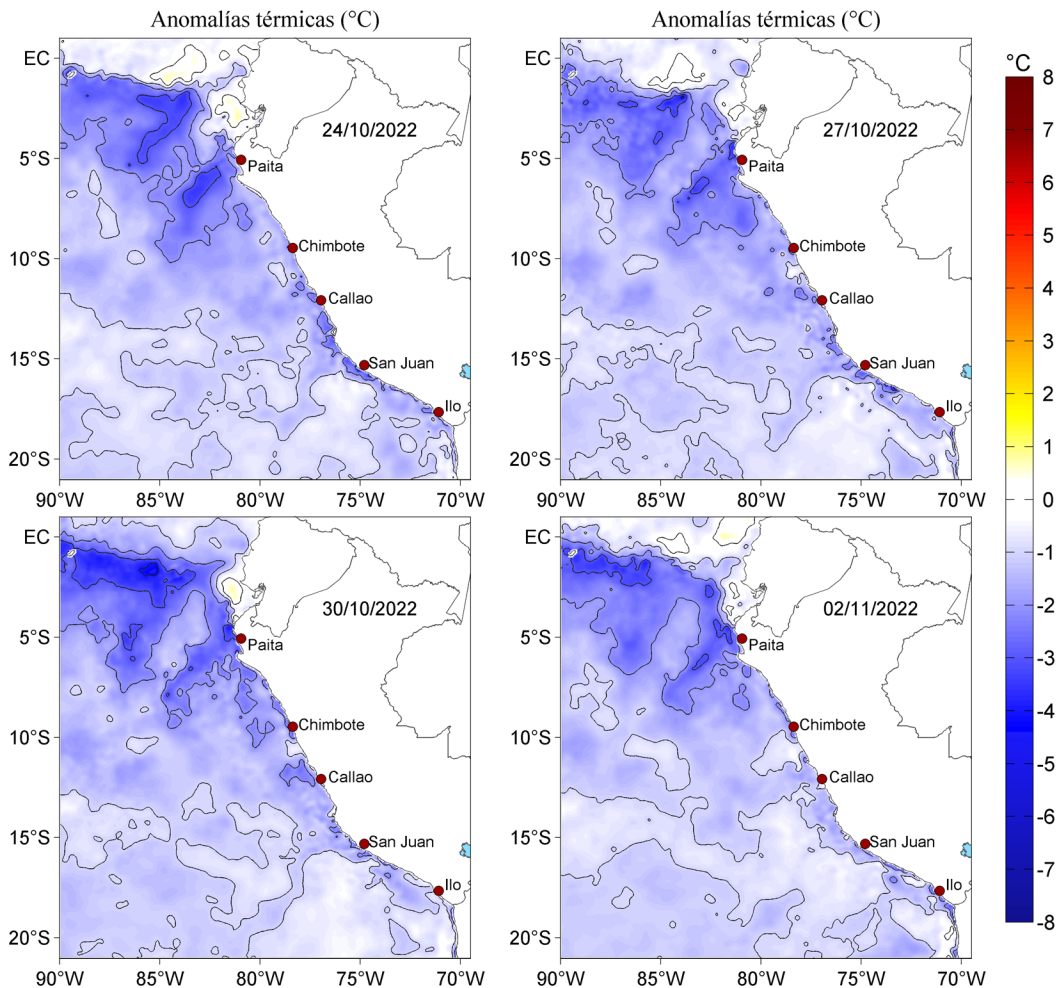 Anomalías térmicas (°C)
Anomalías térmicas (°C)
EC
5°S
10°S
15°S
20°S
90°W
85°W
80°W
75°W
70°W
24/10/2022
Paita
Chimbote
Callao
San Juan
Ilo
EC
5°S
10°S
15°S
20°S
90°W
85°W
80°W
75°W
70°W
27/10/2022
Paita
Chimbote
Callao
San Juan
Ilo
EC
5°S
10°S
15°S
20°S
90°W
85°W
80°W
75°W
70°W
30/10/2022
Paita
Chimbote
Callao
San Juan
Ilo
EC
5°S
10°S
15°S
20°S
90°W
85°W
80°W
75°W
70°W
02/11/2022
Paita
Chimbote
Callao
San Juan
Ilo
°C
8
7
6
5
4
3
2
1
0
-1
-2
-3
-4
-5
-6
-7
-8